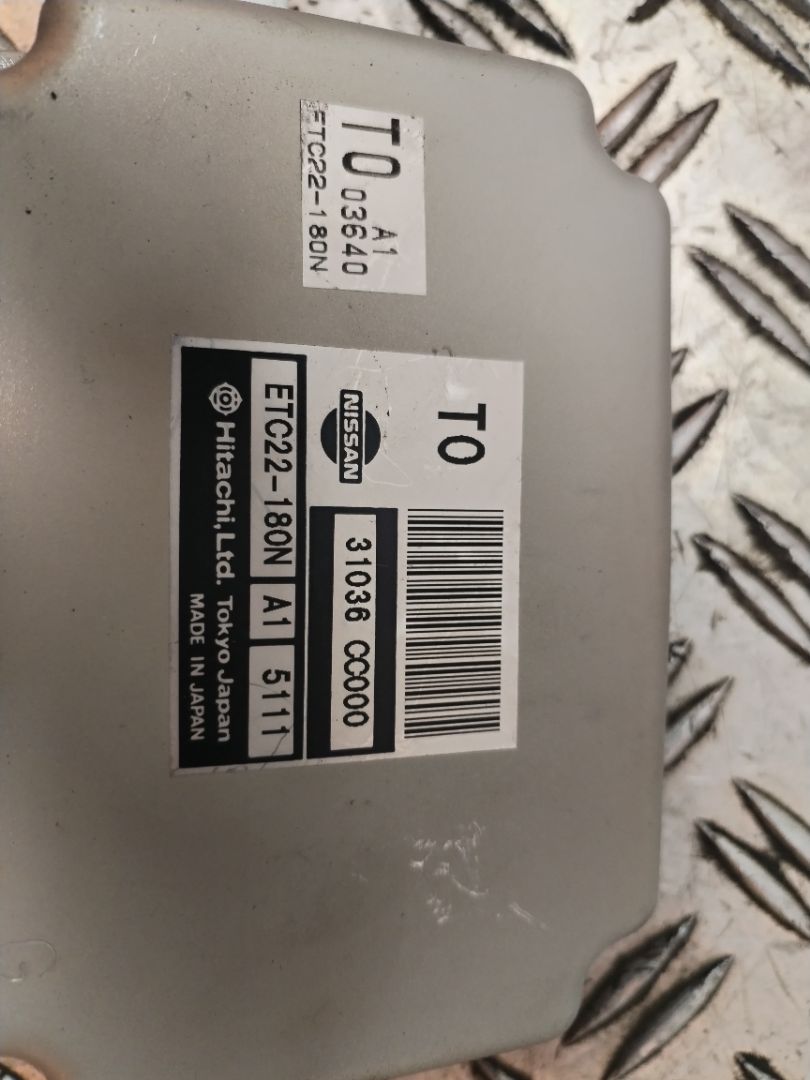 TO A1
03640
ETC22-180N
TO
NISSAN
31036 CC000
ETC22-180N A1 5111
Hitachi, Ltd. Tokyo Japan
MADE IN JAPAN